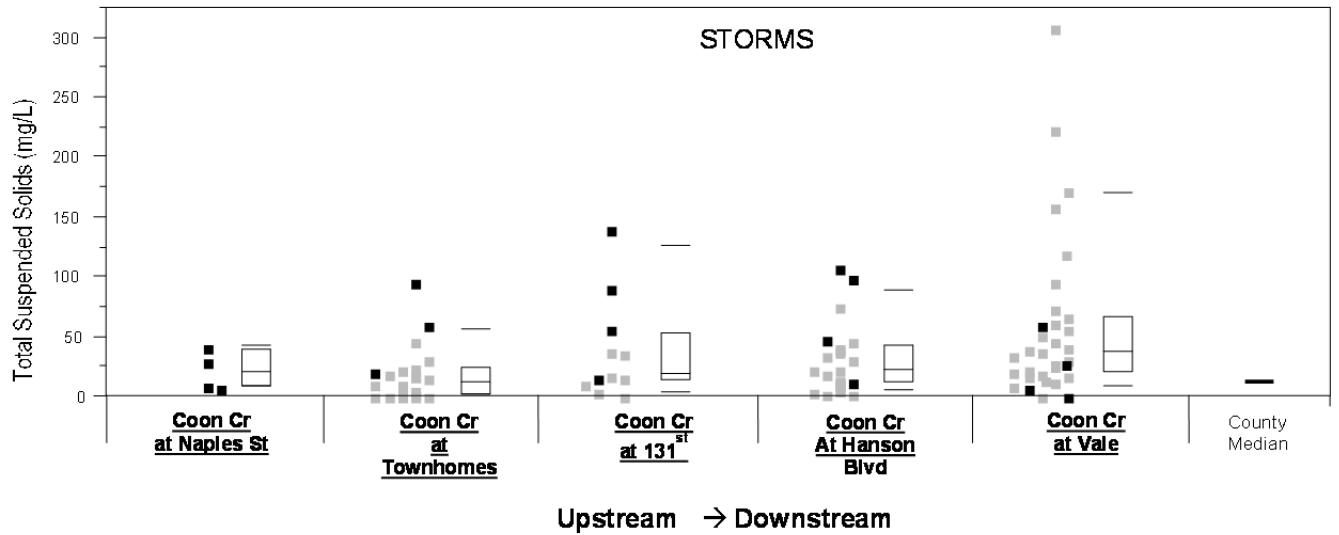 STORMS
Total Suspended Solids (mg/L)
300
250
200
150
100
50
0
Coon Cr
at Naples St
Coon Cr
at
Townhomes
Coon Cr
at 131st
Coon Cr
At Hanson
Blvd
Coon Cr
at Vale
County
Median
Upstream → Downstream